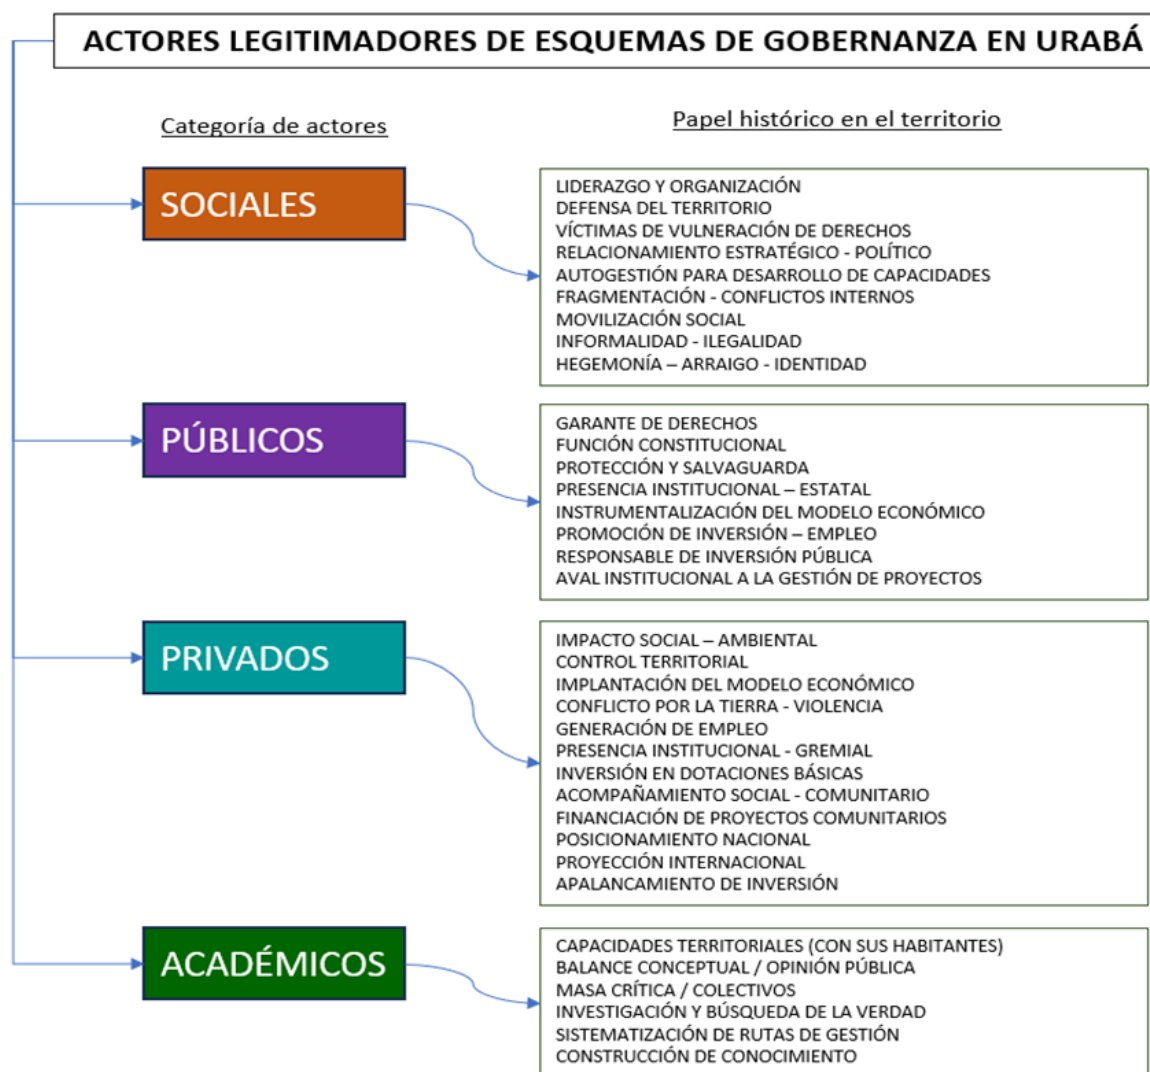 ACTORES LEGITIMADORES DE ESQUEMAS DE GOBERNANZA EN URABÁ
Categoría de actores
Papel histórico en el territorio
SOCIALES
LIDERAZGO Y ORGANIZACIÓN
DEFENSA DEL TERRITORIO
VÍCTIMAS DE VULNERACIÓN DE DERECHOS
RELACIONAMIENTO ESTRATÉGICO - POLÍTICO
AUTOGESTIÓN PARA DESARROLLO DE CAPACIDADES
FRAGMENTACIÓN - CONFLICTOS INTERNOS
MOVILIZACIÓN SOCIAL
INFORMALIDAD - ILEGALIDAD
HEGEMONÍA – ARRAIGO - IDENTIDAD
PÚBLICOS
GARANTE DE DERECHOS
FUNCIÓN CONSTITUCIONAL
PROTECCIÓN Y SALVAGUARDA
PRESENCIA INSTITUCIONAL – ESTATAL
INSTRUMENTALIZACIÓN DEL MODELO ECONÓMICO
PROMOCIÓN DE INVERSIÓN – EMPLEO
RESPONSABLE DE INVERSIÓN PÚBLICA
AVAL INSTITUCIONAL A LA GESTIÓN DE PROYECTOS
PRIVADOS
IMPACTO SOCIAL – AMBIENTAL
CONTROL TERRITORIAL
IMPLANTACIÓN DEL MODELO ECONÓMICO
CONFLICTO POR LA TIERRA - VIOLENCIA
GENERACIÓN DE EMPLEO
PRESENCIA INSTITUCIONAL - GREMIAL
INVERSIÓN EN DOTACIONES BÁSICAS
ACOMPAÑAMIENTO SOCIAL - COMUNITARIO
FINANCIACIÓN DE PROYECTOS COMUNITARIOS
POSICIONAMIENTO NACIONAL
PROYECCIÓN INTERNACIONAL
APALANCAMIENTO DE INVERSIÓN
ACADÉMICOS
CAPACIDADES TERRITORIALES (CON SUS HABITANTES)
BALANCE CONCEPTUAL / OPINIÓN PÚBLICA
MASA CRÍTICA / COLECTIVOS
INVESTIGACIÓN Y BÚSQUEDA DE LA VERDAD
SISTEMATIZACIÓN DE RUTAS DE GESTIÓN
CONSTRUCCIÓN DE CONOCIMIENTO